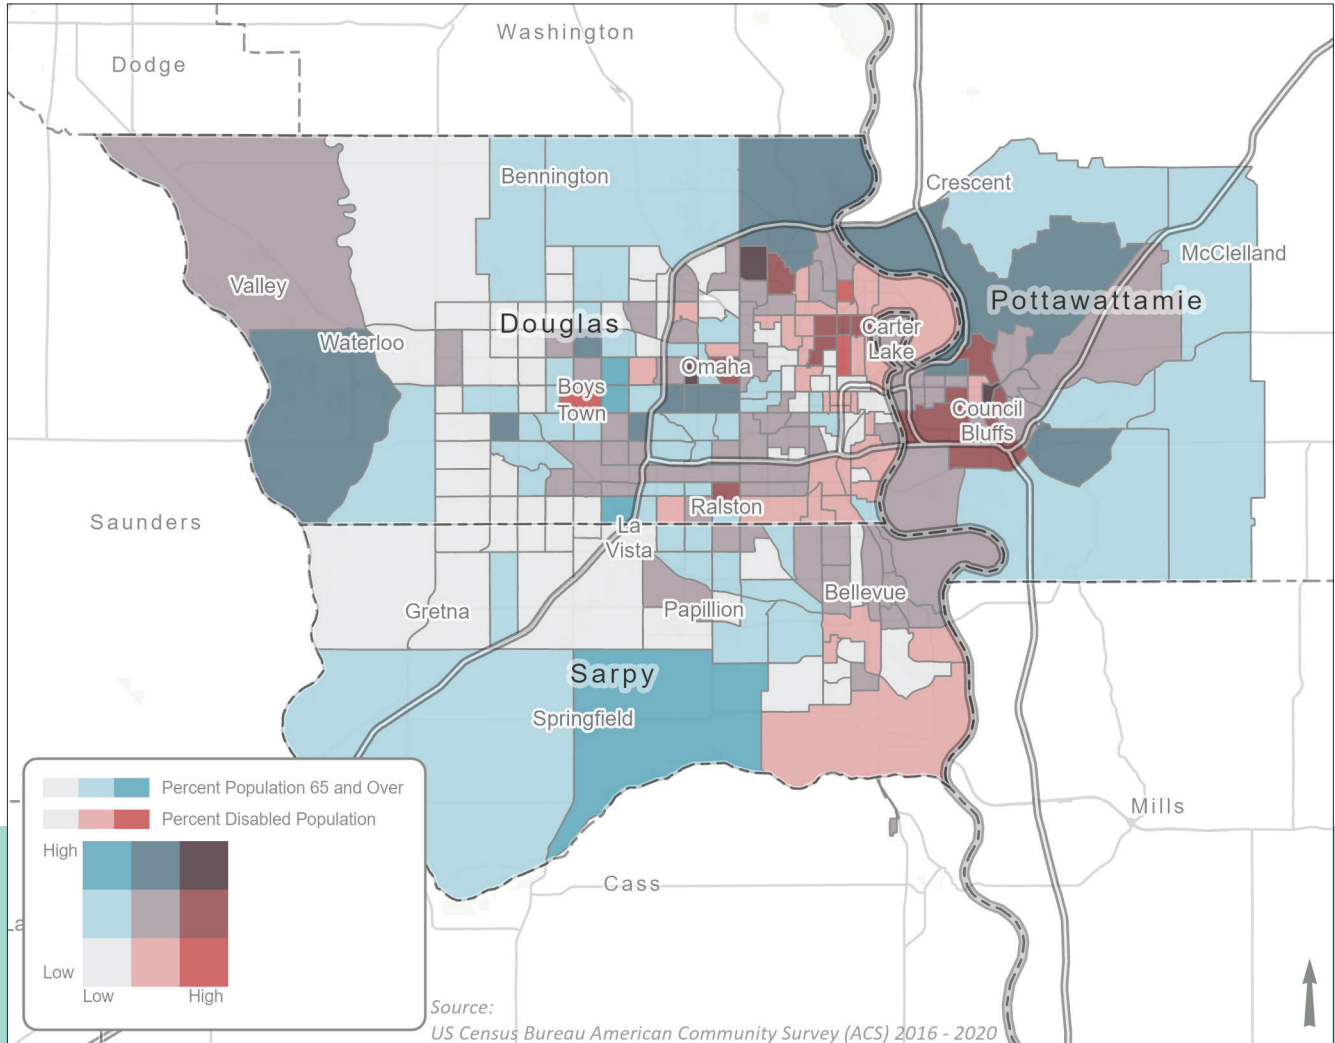 Washington
Dodge
Bennington
Crescent
McClelland
Valley
Pottawattamie
Douglas
Waterloo
Carter
Lake
Omaha
Boys
Town
Council
Bluffs
Ralston
Saunders
La
Vista
Bellevue
Gretna
Papillion
Sarpy
Springfield
Percent Population 65 and Over
Percent Disabled Population
High
Low
Low
High
Mills
Cass
Source:
US Census Bureau American Community Survey (ACS) 2016 - 2020